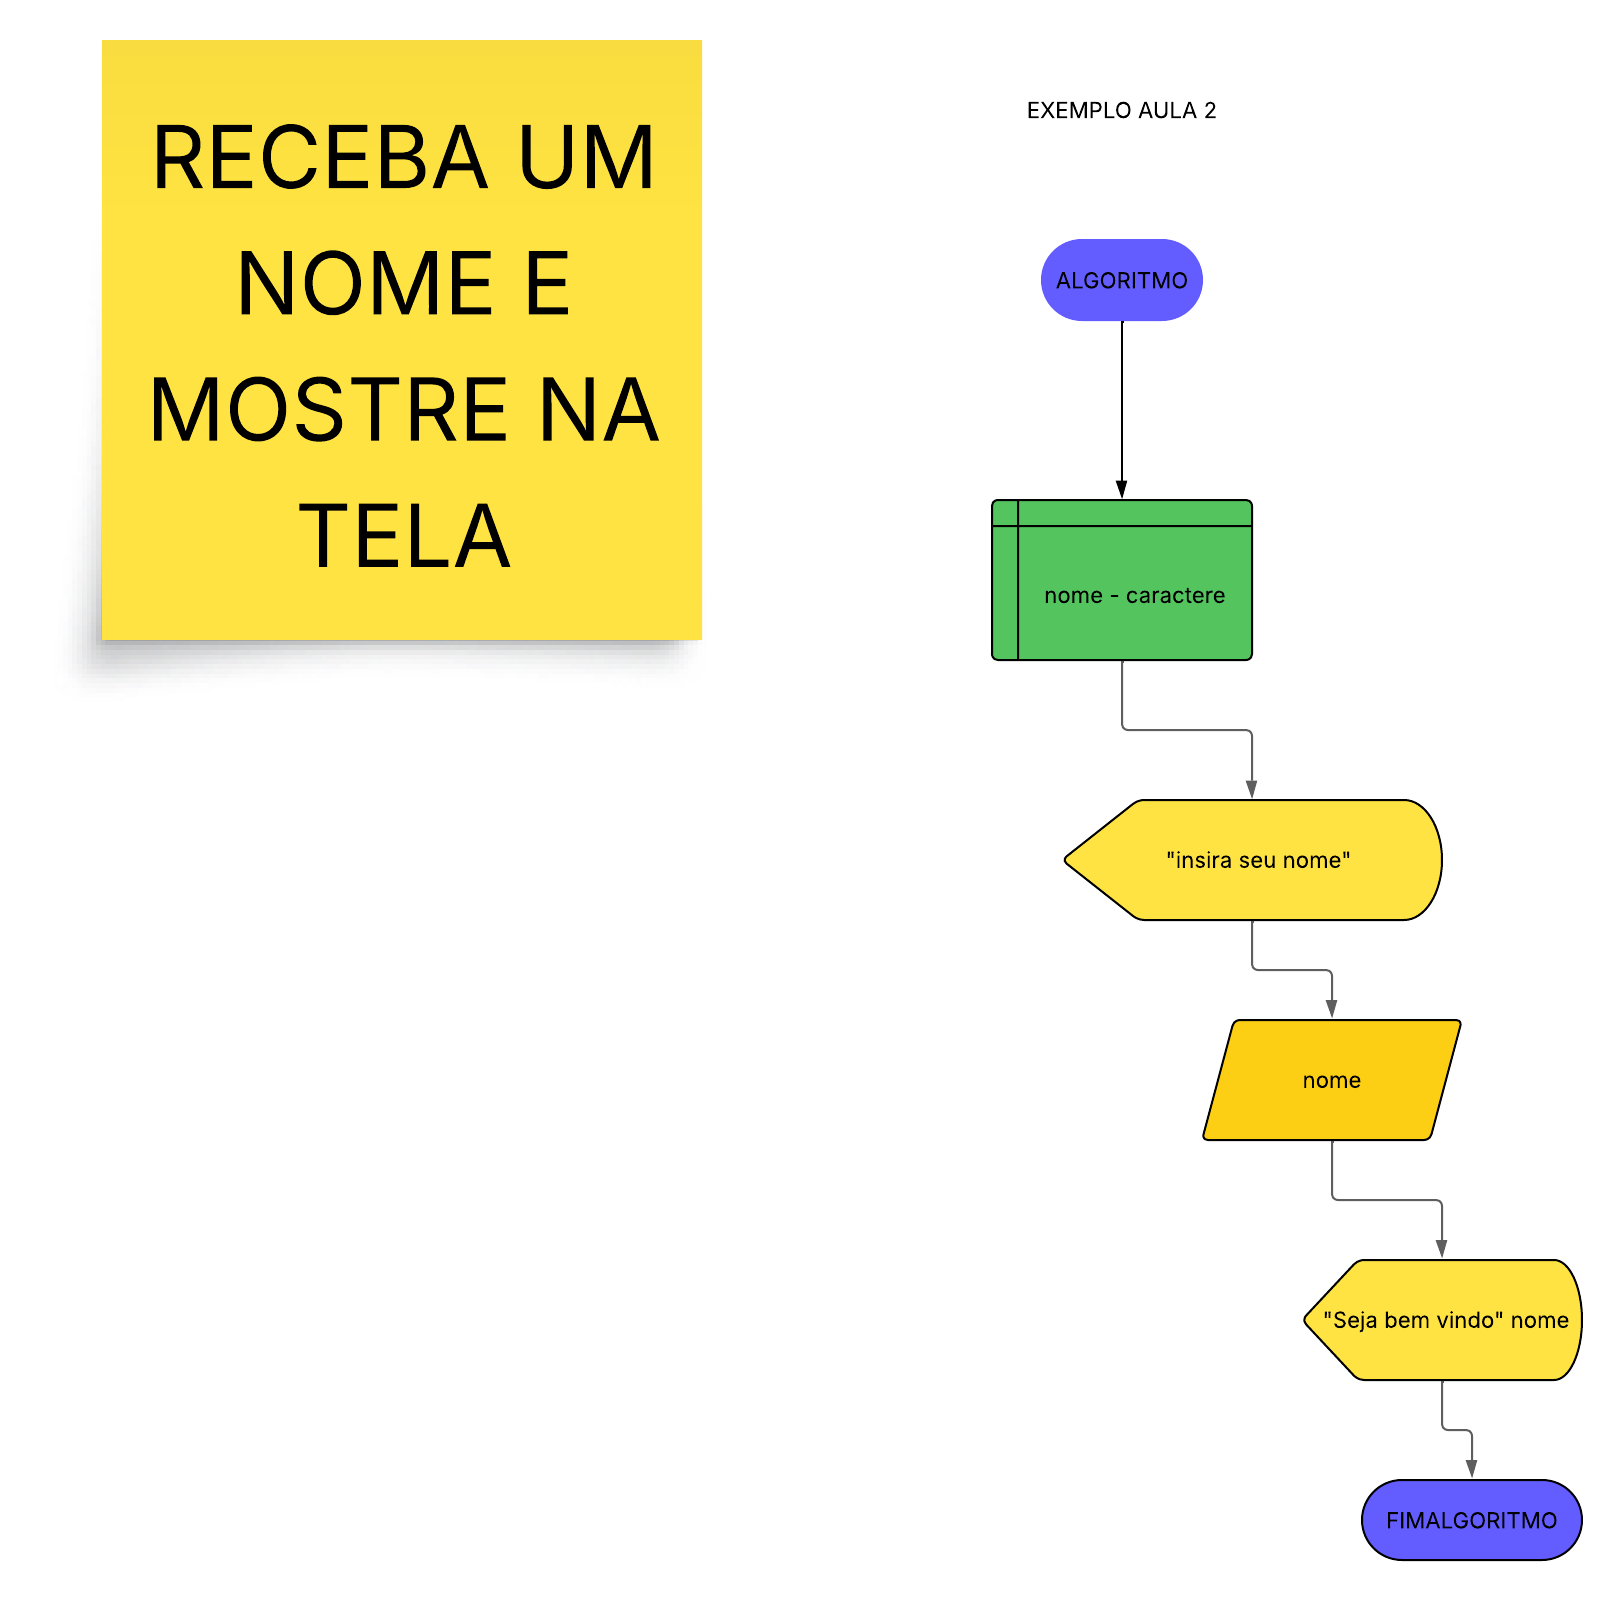 RECEBA UM
NOME E
MOSTRE NA
TELA
EXEMPLO AULA 2
ALGORITMO
nome - caractere
"insira seu nome"
nome
"Seja bem vindo" nome
FIMALGORITMO